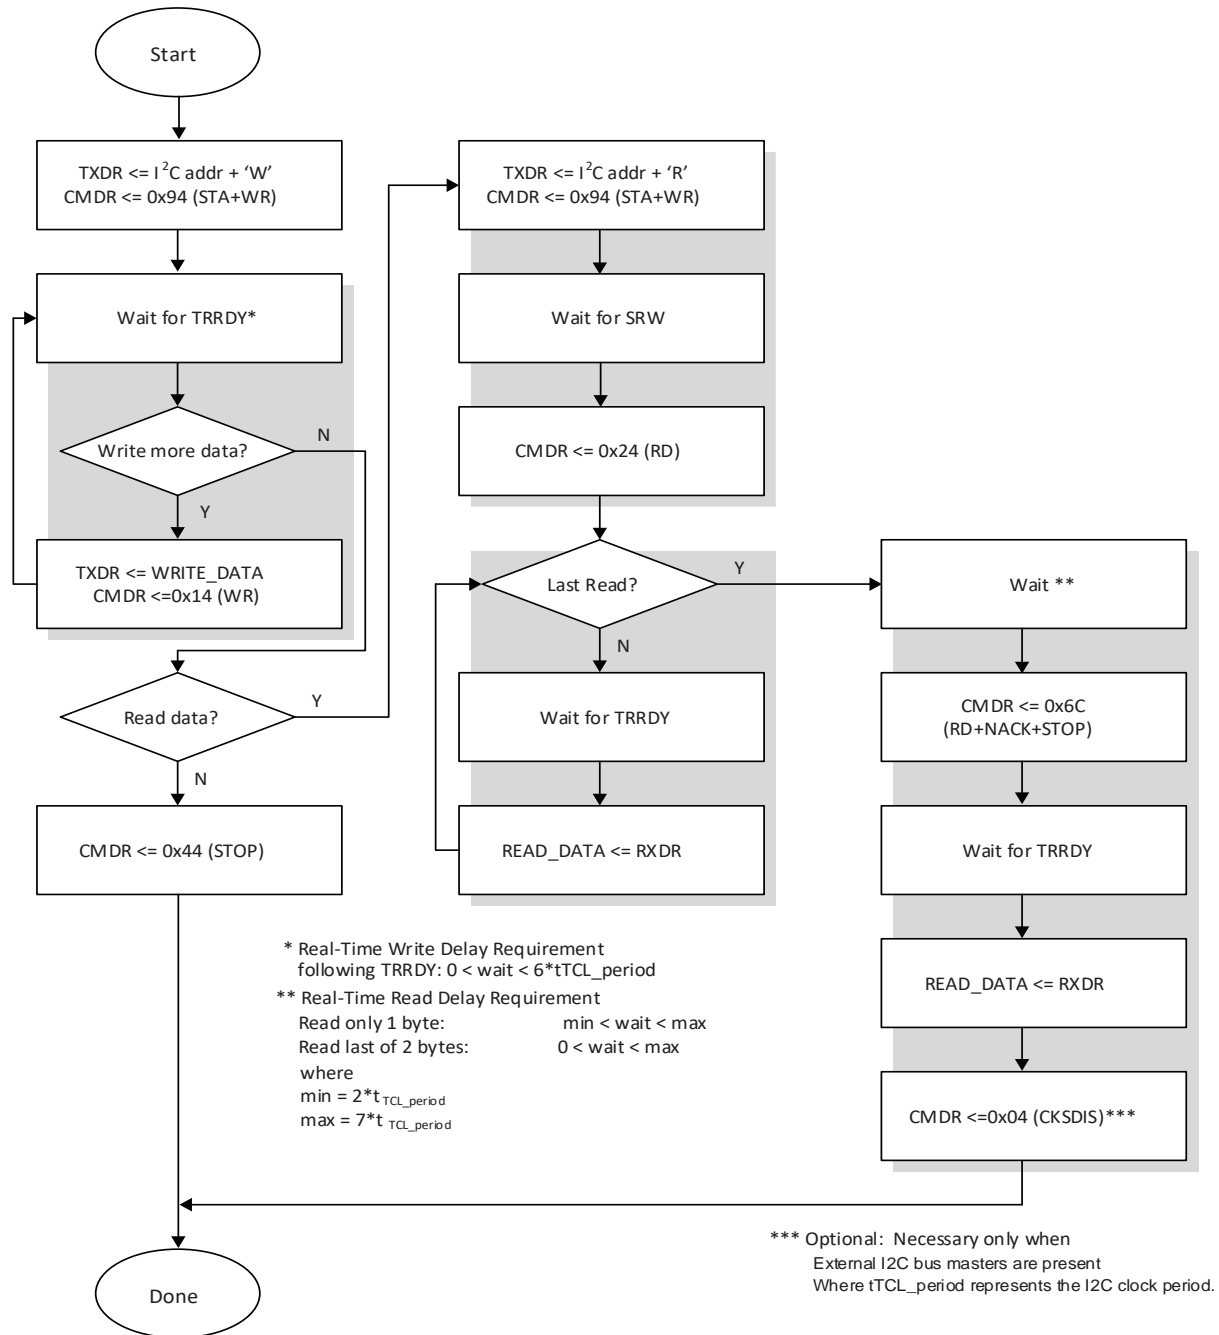 Start
TXDR <= I²C addr + ‘W’
CMDR <= 0x94 (STA+WR)
Wait for TRRDY*
Write more data?
N
Y
TXDR <= WRITE_DATA
CMDR <=0x14 (WR)
Read data?
Y
N
CMDR <= 0x44 (STOP)
TXDR <= I²C addr + ‘R’
CMDR <= 0x94 (STA+WR)
Wait for SRW
CMDR <= 0x24 (RD)
Last Read?
Y
N
Wait for TRRDY
READ_DATA <= RXDR
Wait **
CMDR <= 0x6C
(RD+NACK+STOP)
Wait for TRRDY
READ_DATA <= RXDR
CMDR <=0x04 (CKSDIS)***
* Real-Time Write Delay Requirement
following TRRDY: 0 < wait < 6*tTCL_period
** Real-Time Read Delay Requirement
Read only 1 byte: min < wait < max
Read last of 2 bytes: 0 < wait < max
where
min = 2*t TCL_period
max = 7*t TCL_period
*** Optional: Necessary only when
External I2C bus masters are present
Where tTCL_period represents the I2C clock period.
Done